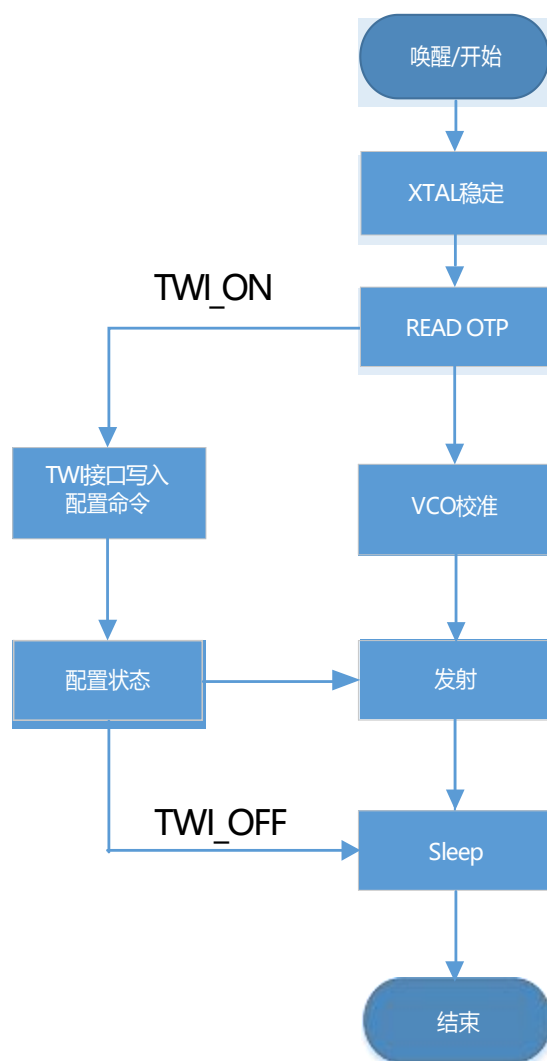 唤醒/开始
XTAL稳定
TWI_ON
READ OTP
TWI接口写入
配置命令
VCO校准
配置状态
发射
TWI_OFF
Sleep
结束